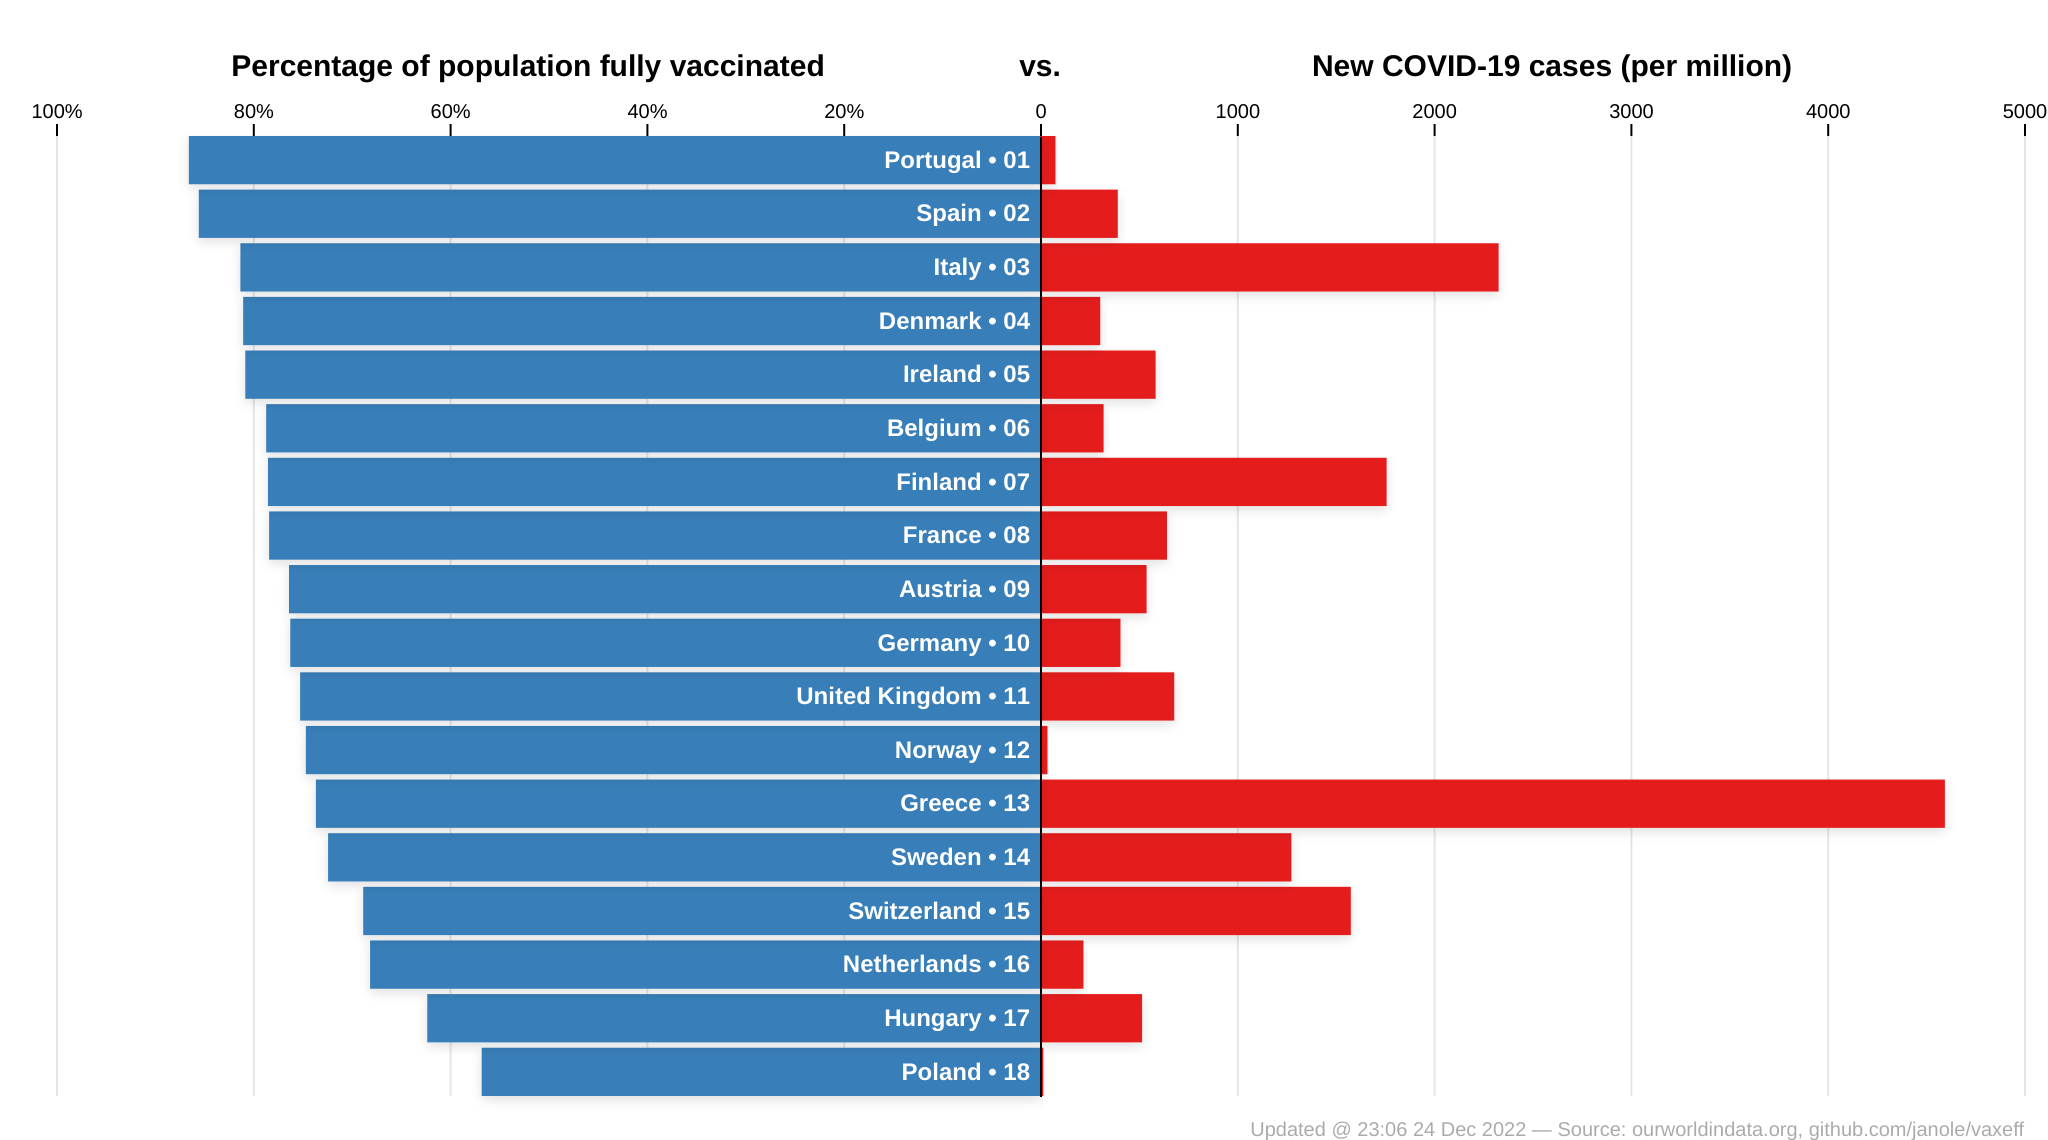 Percentage of population fully vaccinated vs. New COVID-19 cases (per million)
100% 80% 60% 40% 20% 0 1000 2000 3000 4000 5000
Portugal • 01
Spain • 02
Italy • 03
Denmark • 04
Ireland • 05
Belgium • 06
Finland • 07
France • 08
Austria • 09
Germany • 10
United Kingdom • 11
Norway • 12
Greece • 13
Sweden • 14
Switzerland • 15
Netherlands • 16
Hungary • 17
Poland • 18
Updated @ 23:06 24 Dec 2022 — Source: ourworldindata.org, github.com/janole/vaxeff